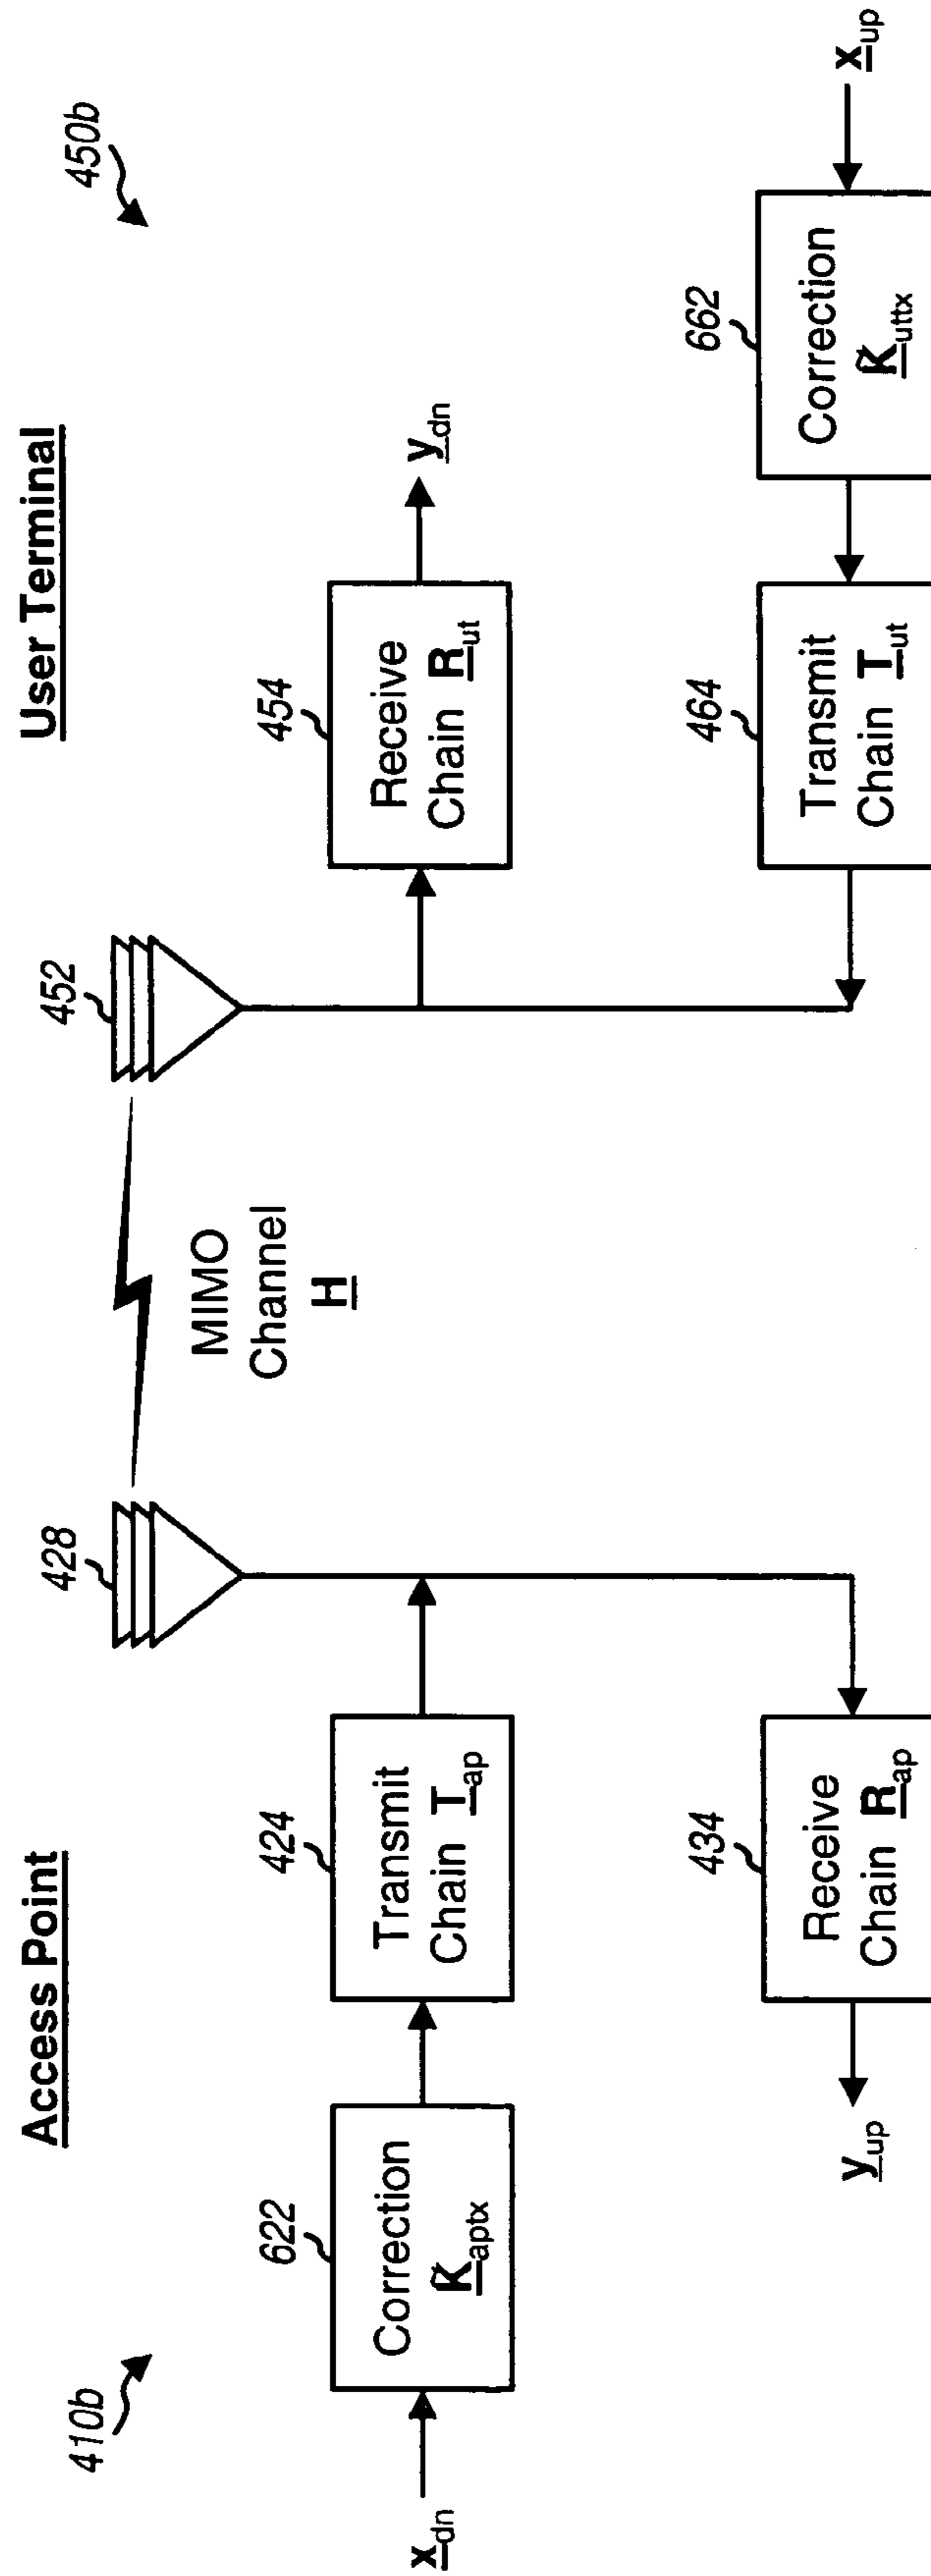 Access Point
User Terminal
410b
450b
428
452
MIMO
Channel
H
622
Correction
K̃aptx
424
Transmit
Chain Tap
454
Receive
Chain Rut
xdn
ydn
434
Receive
Chain Rap
464
Transmit
Chain Tut
662
Correction
K̃uttx
yup
xup